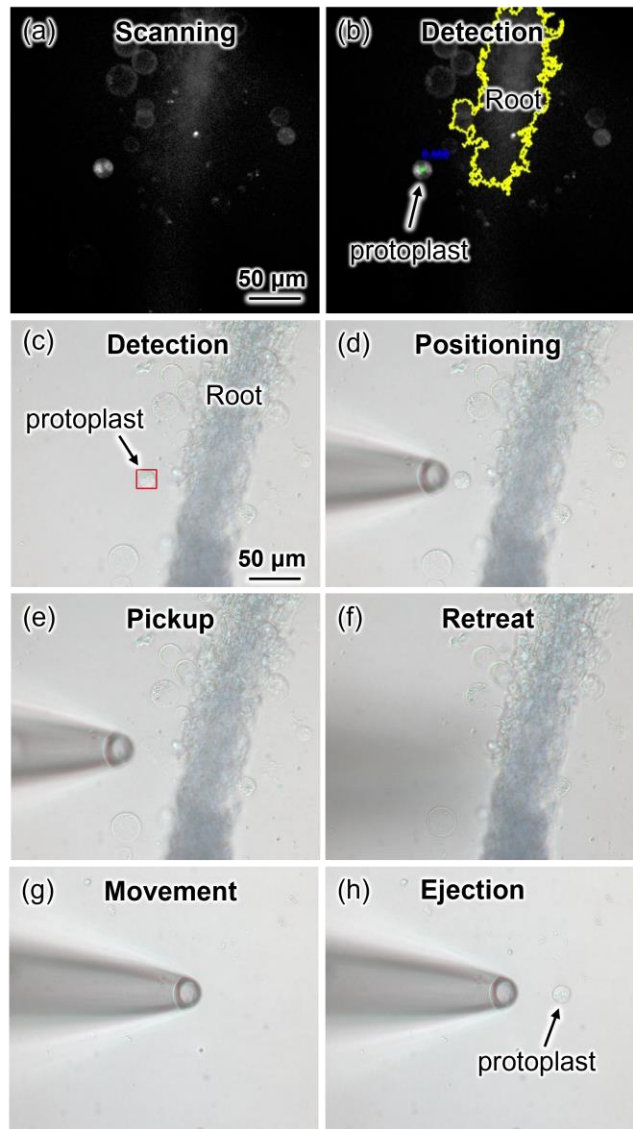 (a) Scanning
50 µm
(b) Detection
Root
protoplast
(c) Detection
Root
protoplast
50 µm
(d) Positioning
(e) Pickup
(f) Retreat
(g) Movement
(h) Ejection
protoplast